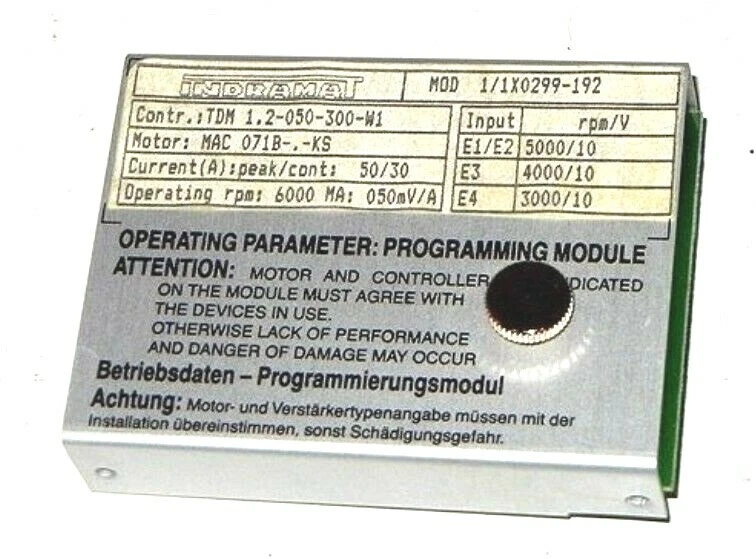 INDRAMAT MOD 1/1X0299-192
Contr.:TDM 1.2-050-300-W1
Motor: MAC 071B-.-KS
Current(A):peak/cont: 50/30
Operating rpm: 6000 MA: 050mV/A
Input rpm/V
E1/E2 5000/10
E3 4000/10
E4 3000/10
OPERATING PARAMETER: PROGRAMMING MODULE
ATTENTION: MOTOR AND CONTROLLER DICATED
ON THE MODULE MUST AGREE WITH
THE DEVICES IN USE.
OTHERWISE LACK OF PERFORMANCE
AND DANGER OF DAMAGE MAY OCCUR
Betriebsdaten – Programmierungsmodul
Achtung: Motor- und Verstärkertypenangabe müssen mit der
Installation übereinstimmen, sonst Schädigungsgefahr.